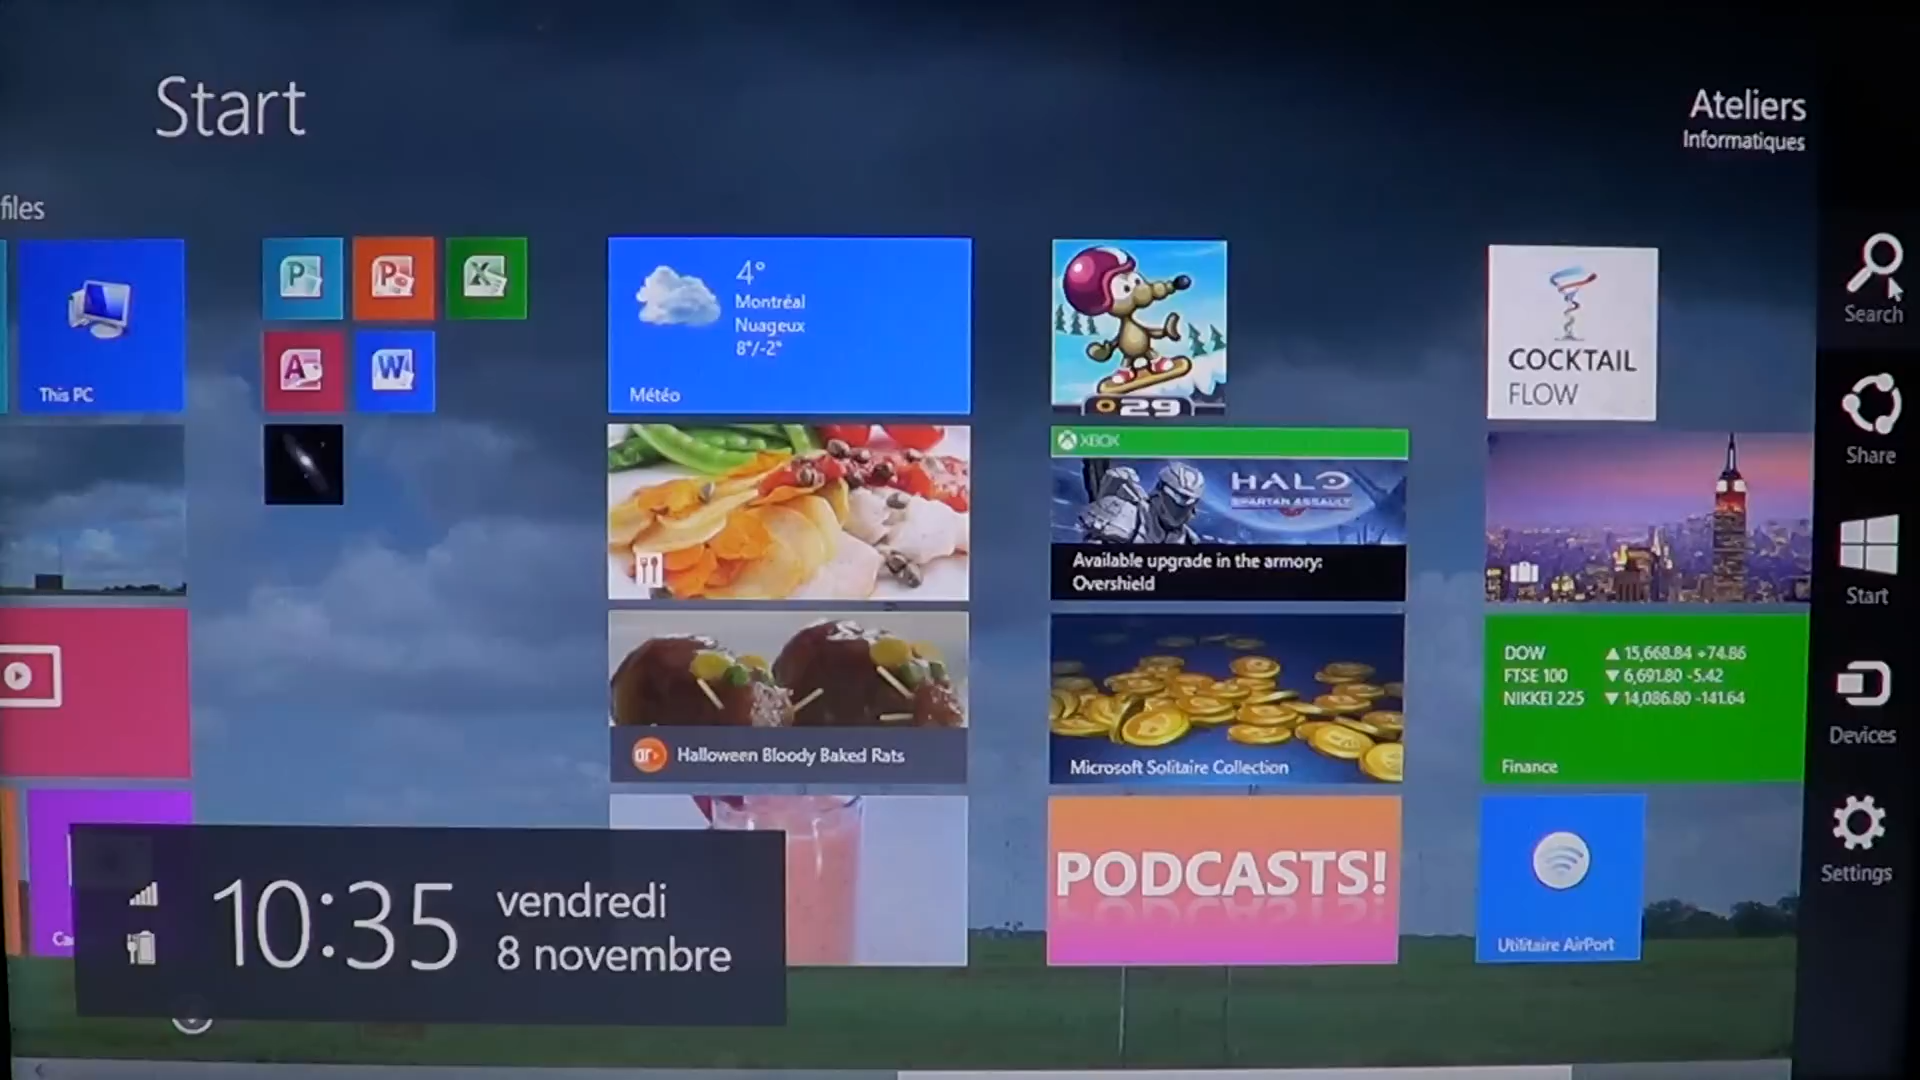 Start
Ateliers
Informatiques
files
This PC
P
P
X
A
W
4°
Montréal
Nuageux
8°/-2°
Météo
29
COCKTAIL
FLOW
Search
XBOX
HALO
SPARTAN ASSAULT
Available upgrade in the armory:
Overshield
Share
Start
DOW ▲ 15,668.84 +74.86
FTSE 100 ▼ 6,691.80 -5.42
NIKKEI 225 ▼ 14,086.80 -141.64
Finance
Halloween Bloody Baked Rats
Microsoft Solitaire Collection
Devices
Settings
PODCASTS!
Utilitaire AirPort
10:35
vendredi
8 novembre